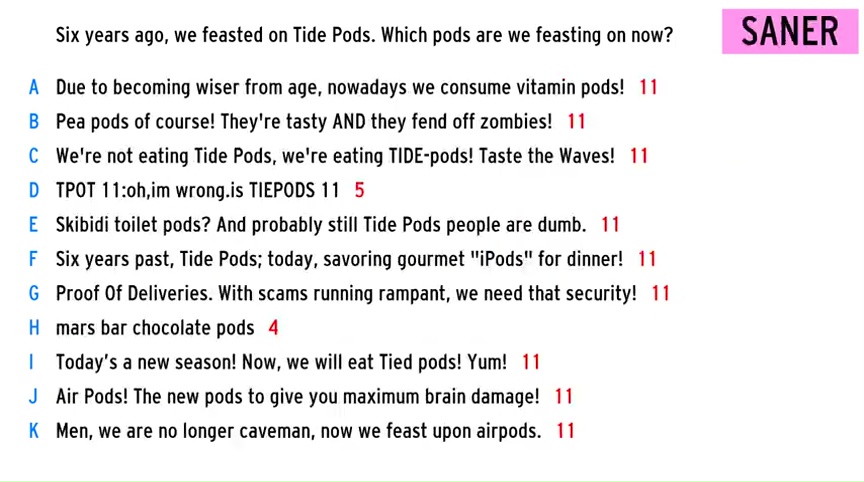 Six years ago, we feasted on Tide Pods. Which pods are we feasting on now?
SANER
A Due to becoming wiser from age, nowadays we consume vitamin pods! 11
B Pea pods of course! They're tasty AND they fend off zombies! 11
C We're not eating Tide Pods, we're eating TIDE-pods! Taste the Waves! 11
D TPOT 11:oh,im wrong.is TIEPODS 11 5
E Skibidi toilet pods? And probably still Tide Pods people are dumb. 11
F Six years past, Tide Pods; today, savoring gourmet "iPods" for dinner! 11
G Proof Of Deliveries. With scams running rampant, we need that security! 11
H mars bar chocolate pods 4
I Today's a new season! Now, we will eat Tied pods! Yum! 11
J Air Pods! The new pods to give you maximum brain damage! 11
K Men, we are no longer caveman, now we feast upon airpods. 11